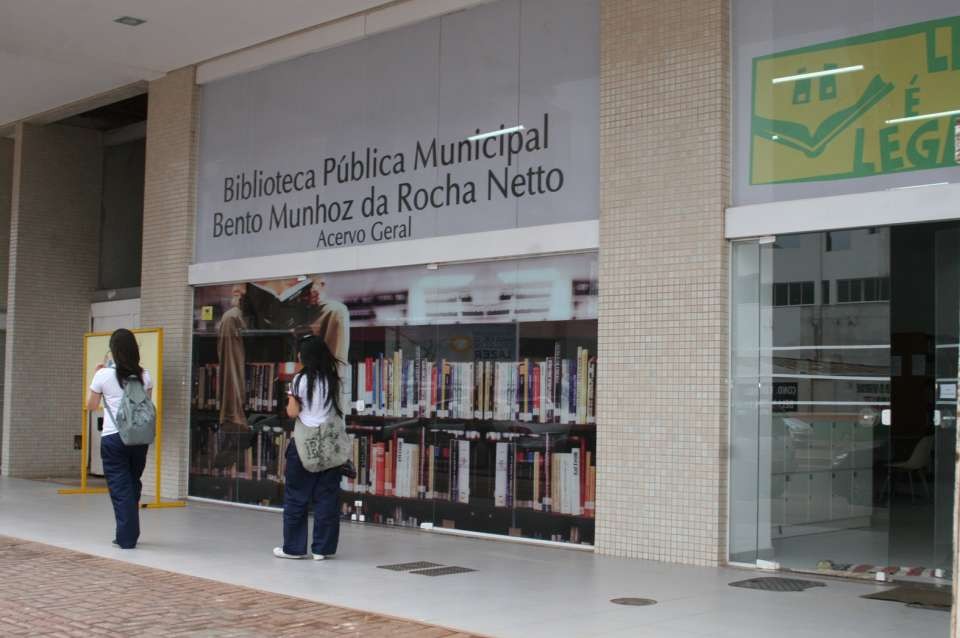 Biblioteca Pública Municipal
Bento Munhoz da Rocha Netto
Acervo Geral
É
LEGA